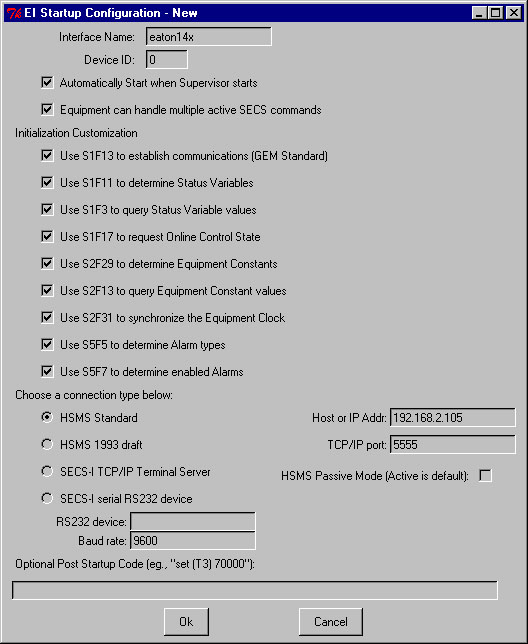 EI Startup Configuration - New
Interface Name: eaton14x
Device ID: 0
Automatically Start when Supervisor starts
Equipment can handle multiple active SECS commands
Initialization Customization
Use S1F13 to establish communications (GEM Standard)
Use S1F11 to determine Status Variables
Use S1F3 to query Status Variable values
Use S1F17 to request Online Control State
Use S2F29 to determine Equipment Constants
Use S2F13 to query Equipment Constant values
Use S2F31 to synchronize the Equipment Clock
Use S5F5 to determine Alarm types
Use S5F7 to determine enabled Alarms
Choose a connection type below:
HSMS Standard Host or IP Addr: 192.168.2.105
HSMS 1993 draft TCP/IP port: 5555
SECS-I TCP/IP Terminal Server HSMS Passive Mode (Active is default):
SECS-I serial RS232 device
RS232 device:
Baud rate: 9600
Optional Post Startup Code (eg., "set (T3) 70000"):
Ok Cancel